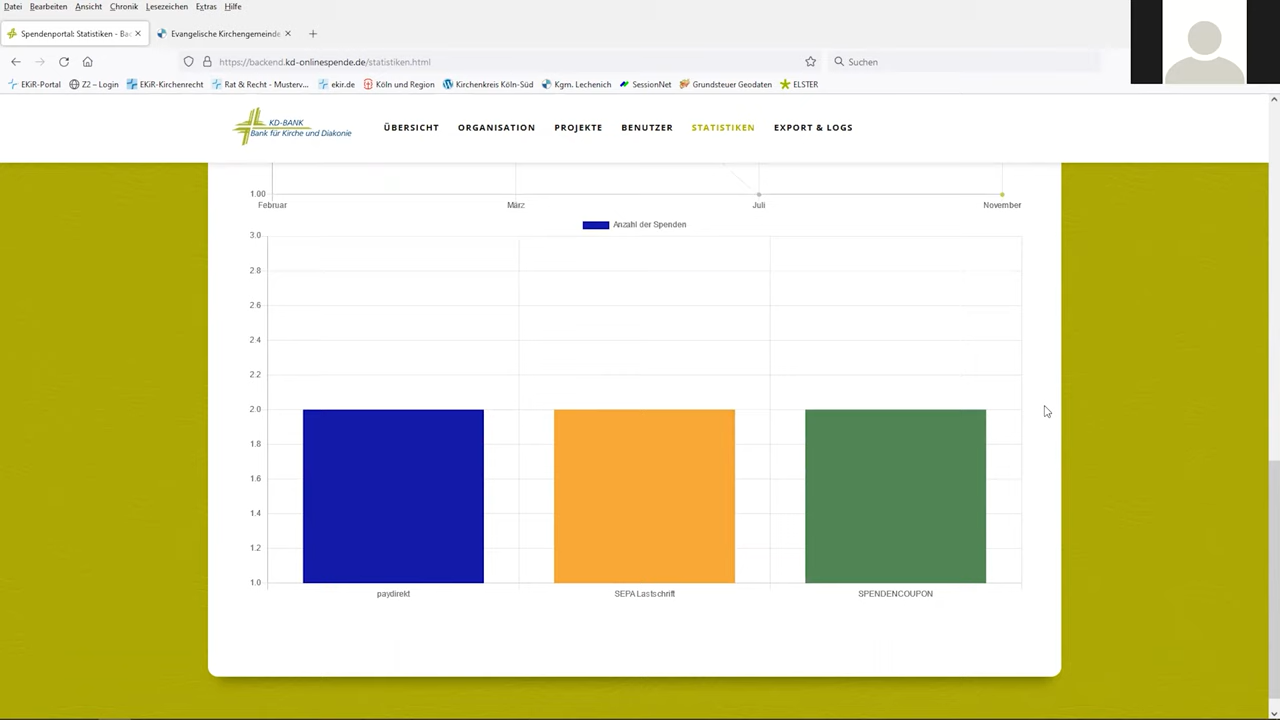 Datei Bearbeiten Ansicht Chronik Lesezeichen Extras Hilfe
Spendenportal: Statistiken - Ba
Evangelische Kirchengemeinde
https://backend.kd-onlinespende.de/statistiken.html
Suchen
EKiR-Portal Z2 – Login EKiR-Kirchenrecht Rat & Recht - Musterv... ekir.de Köln und Region Kirchenkreis Köln-Süd Kgm. Lechenich SessionNet Grundsteuer Geodaten ELSTER
KD-BANK
Bank für Kirche und Diakonie
ÜBERSICHT ORGANISATION PROJEKTE BENUTZER STATISTIKEN EXPORT & LOGS
1.00
Februar März Juli November
Anzahl der Spenden
3.0
2.8
2.6
2.4
2.2
2.0
1.8
1.6
1.4
1.2
1.0
paydirekt SEPA Lastschrift SPENDENCOUPON